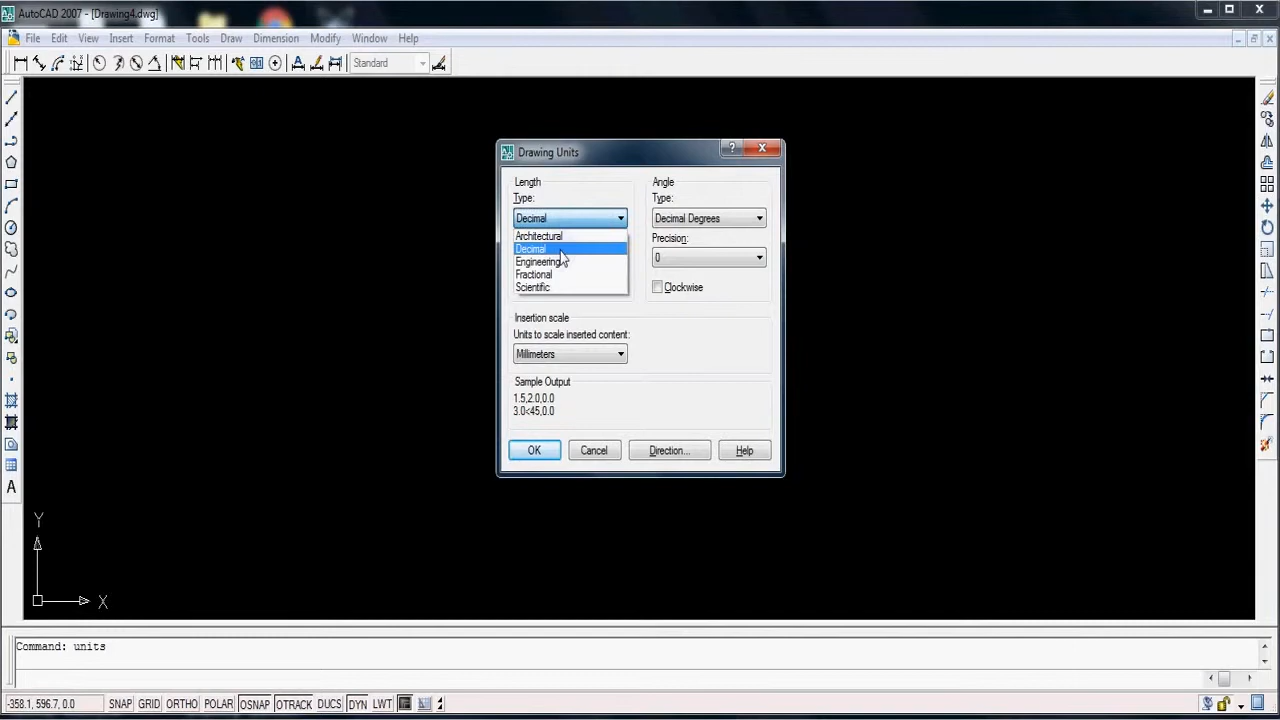 AutoCAD 2007 - [Drawing4.dwg]
File Edit View Insert Format Tools Draw Dimension Modify Window Help
Standard
Drawing Units
?
Length
Type:
Decimal
Architectural
Decimal
Engineering
Fractional
Scientific
Angle
Type:
Decimal Degrees
Precision:
0
Clockwise
Insertion scale
Units to scale inserted content:
Millimeters
Sample Output
1.5,2.0,0.0
3.0<45,0.0
OK Cancel Direction... Help
A
Y
X
Command: units
-358.1, 596.7, 0.0 SNAP GRID ORTHO POLAR OSNAP OTRACK DUCS DYN LWT